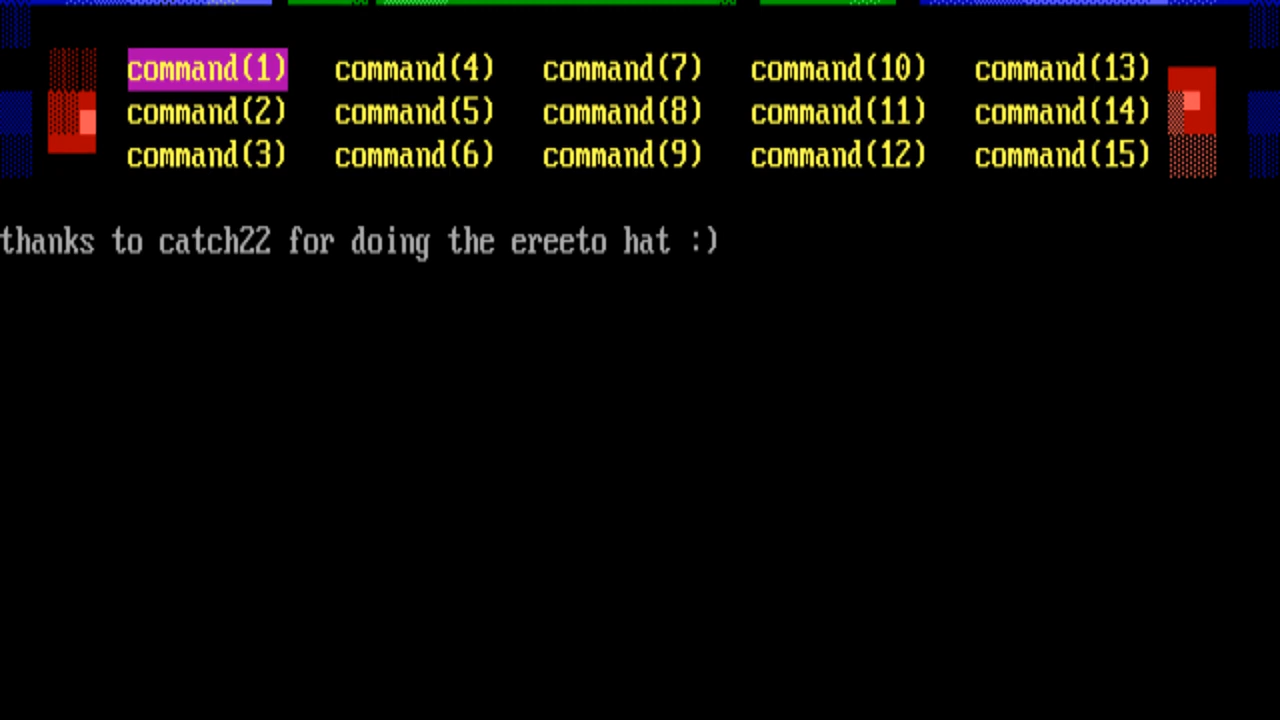 command(1) command(4) command(7) command(10) command(13)
command(2) command(5) command(8) command(11) command(14)
command(3) command(6) command(9) command(12) command(15)
thanks to catch22 for doing the ereeto hat :)